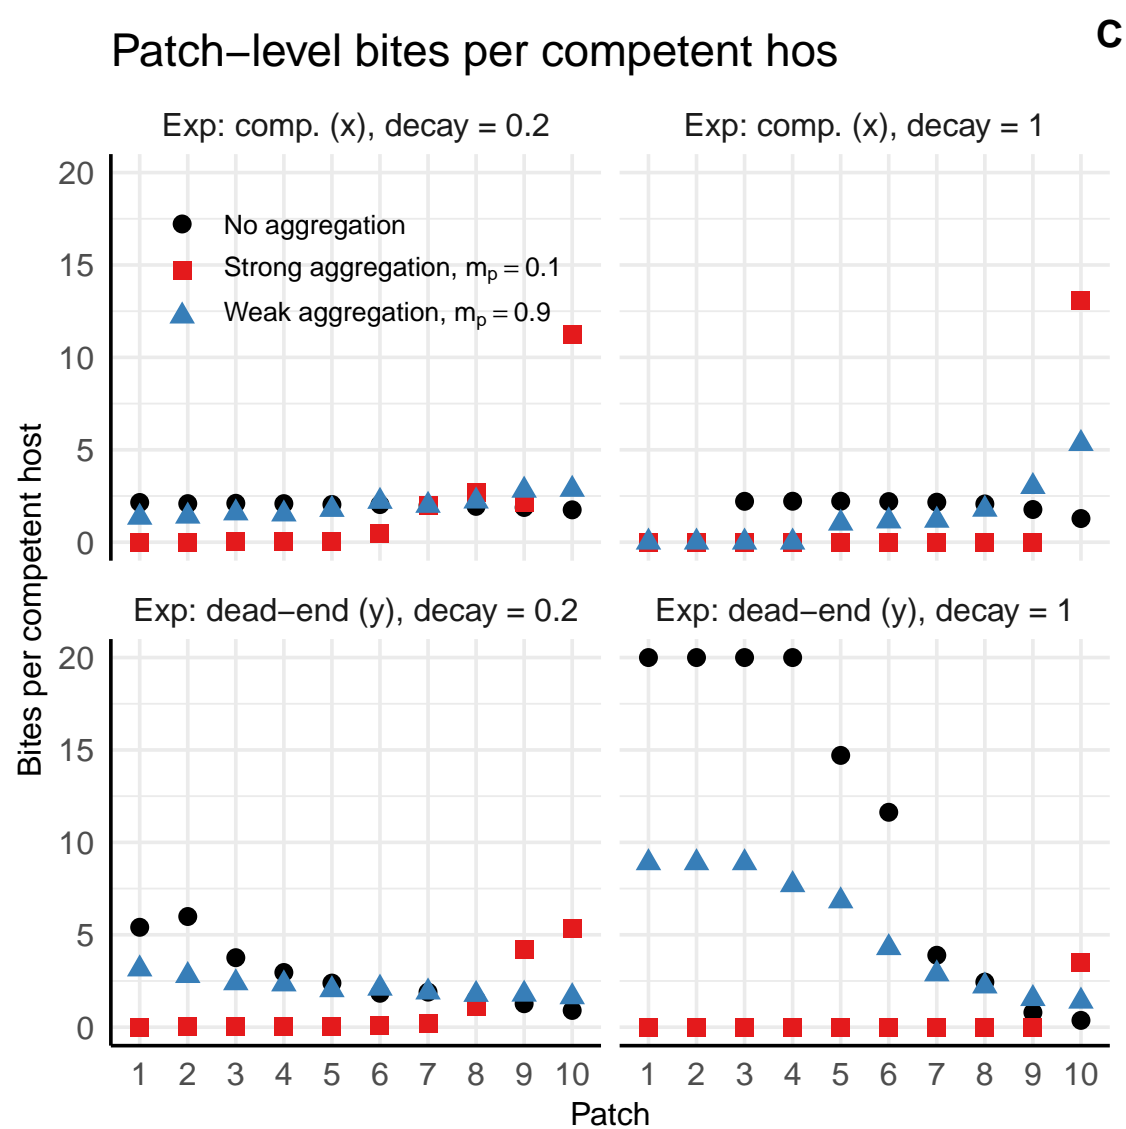 Patch–level bites per competent hos
C
Exp: comp. (x), decay = 0.2
Exp: comp. (x), decay = 1
20
15
10
5
0
No aggregation
Strong aggregation, mp = 0.1
Weak aggregation, mp = 0.9
Bites per competent host
Exp: dead–end (y), decay = 0.2
Exp: dead–end (y), decay = 1
20
15
10
5
0
1 2 3 4 5 6 7 8 9 10
1 2 3 4 5 6 7 8 9 10
Patch